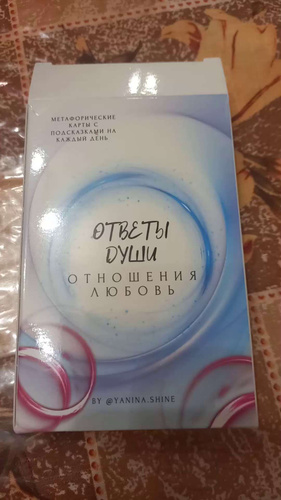 МЕТАФОРИЧЕСКИЕ
КАРТЫ С
ПОДСКАЗКАМИ НА
КАЖДЫЙ ДЕНЬ
ОТВЕТЫ
ДУШИ
ОТНОШЕНИЯ
ЛЮБОВЬ
BY @YANINA.SHINE